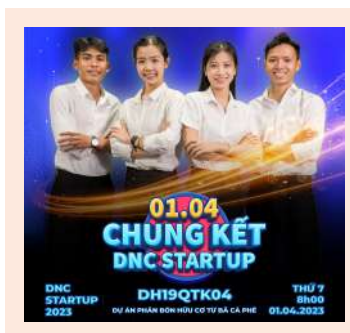 01.04
CHUNG KẾT
DNC STARTUP
DNC
STARTUP
2023
DH19QTK04
DỰ ÁN PHÂN BÓN HỮU CƠ TỪ BÃ CÀ PHÊ
THỨ 7
8h00
01.04.2023